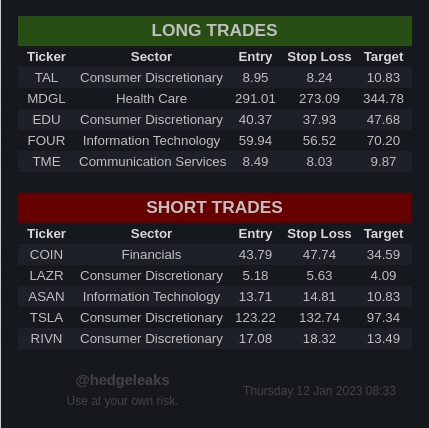 LONG TRADES
Ticker Sector Entry Stop Loss Target
TAL Consumer Discretionary 8.95 8.24 10.83
MDGL Health Care 291.01 273.09 344.78
EDU Consumer Discretionary 40.37 37.93 47.68
FOUR Information Technology 59.94 56.52 70.20
TME Communication Services 8.49 8.03 9.87
SHORT TRADES
Ticker Sector Entry Stop Loss Target
COIN Financials 43.79 47.74 34.59
LAZR Consumer Discretionary 5.18 5.63 4.09
ASAN Information Technology 13.71 14.81 10.83
TSLA Consumer Discretionary 123.22 132.74 97.34
RIVN Consumer Discretionary 17.08 18.32 13.49
@hedgeleaks
Use at your own risk.
Thursday 12 Jan 2023 08:33